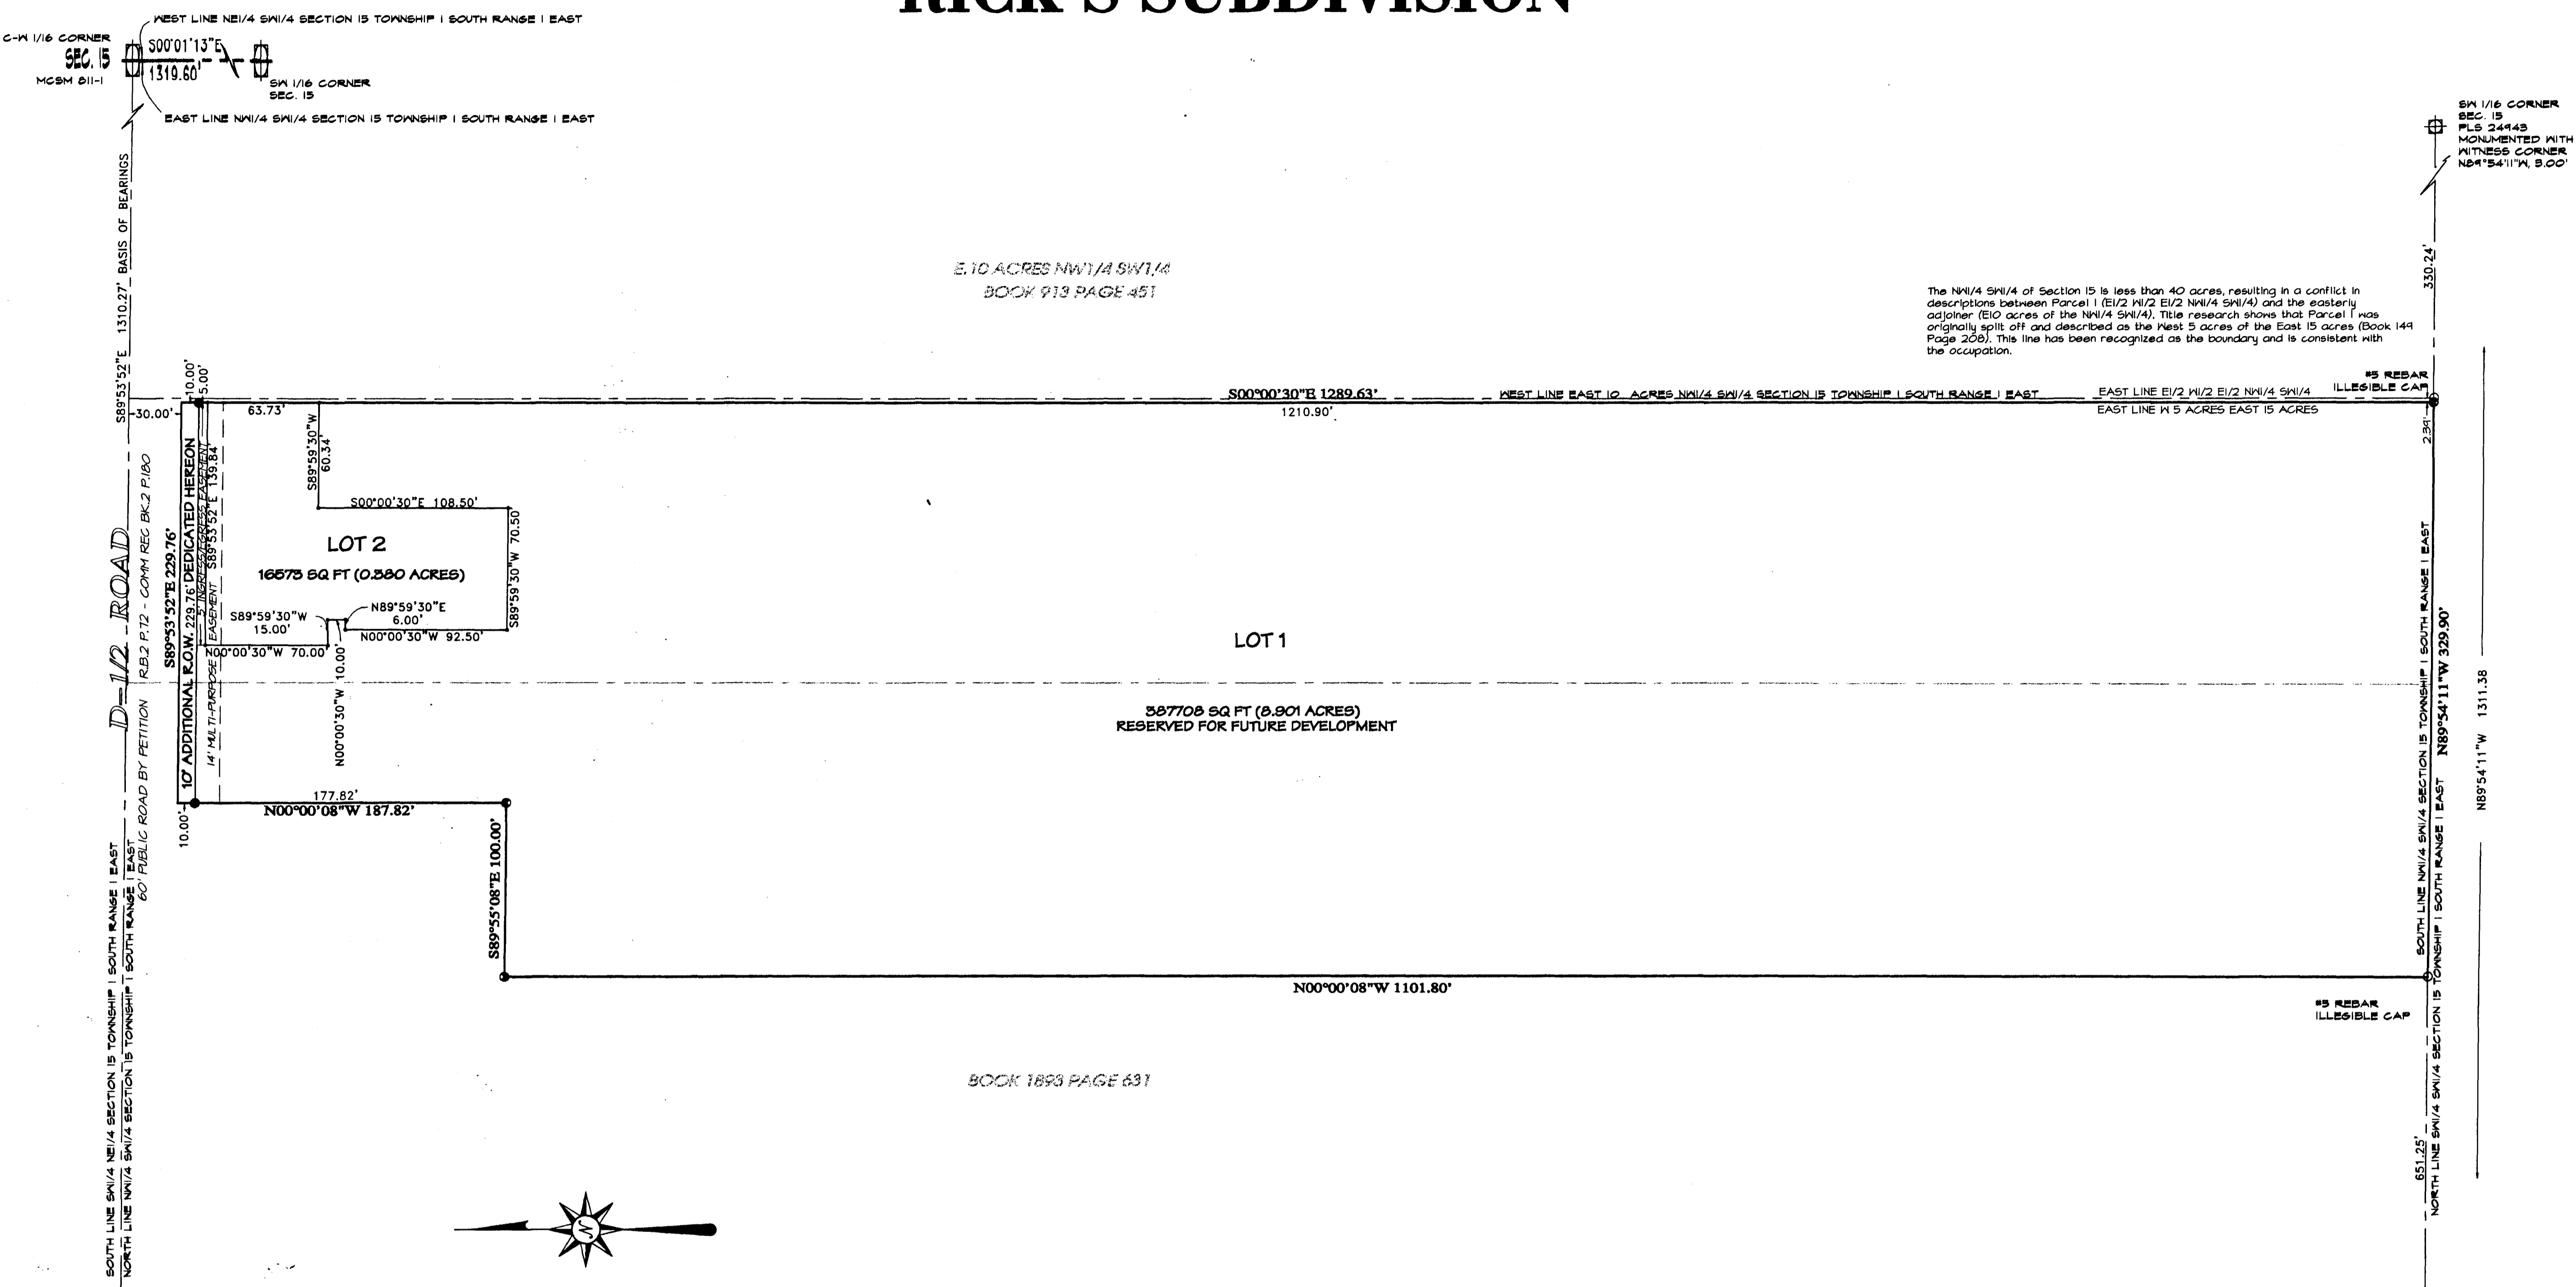 RICK'S SUBDIVISION
WEST LINE NE1/4 SW1/4 SECTION 15 TOWNSHIP 1 SOUTH RANGE 1 EAST
C-W 1/16 CORNER
SEC. 15
MCSM 811-1
S00°01'13"E
1319.60'
SW 1/16 CORNER
SEC. 15
EAST LINE NW1/4 SW1/4 SECTION 15 TOWNSHIP 1 SOUTH RANGE 1 EAST
SW 1/16 CORNER
SEC. 15
PLS 24943
MONUMENTED WITH
WITNESS CORNER
N89°54'11"W, 5.00'
S89°53'52"E 1310.27' BASIS OF BEARINGS
330.24'
E.10 ACRES NW1/4 SW1/4
BOOK 913 PAGE 451
The NW1/4 SW1/4 of Section 15 is less than 40 acres, resulting in a conflict in
descriptions between Parcel 1 (E1/2 W1/2 E1/2 NW1/4 SW1/4) and the easterly
adjoiner (E10 acres of the NW1/4 SW1/4). Title research shows that Parcel 1 was
originally split off and described as the West 5 acres of the East 15 acres (Book 149
Page 208). This line has been recognized as the boundary and is consistent with
the occupation.
#5 REBAR
ILLEGIBLE CAP
10.00'
5.00'
30.00'
63.73'
S00°00'30"E 1289.63'
1210.90'
WEST LINE EAST 10 ACRES NW1/4 SW1/4 SECTION 15 TOWNSHIP 1 SOUTH RANGE 1 EAST
EAST LINE E1/2 W1/2 E1/2 NW1/4 SW1/4
EAST LINE W 5 ACRES EAST 15 ACRES
2.39'
S89°59'30"W
60.34'
S00°00'30"E 108.50'
S89°59'30"W 70.50'
LOT 2
16573 SQ FT (0.380 ACRES)
S89°59'30"W
15.00'
N89°59'30"E
6.00'
N00°00'30"W 92.50'
N00°00'30"W 70.00'
N00°00'30"W 10.00'
D-1/2 ROAD
60' PUBLIC ROAD BY PETITION R.B.2 P.72 - COMM REC BK.2 P.180
S89°53'52"E 229.76'
10' ADDITIONAL R.O.W. 229.76' DEDICATED HEREON
5' INGRESS/EGRESS EASEMENT
S89°53'52"E 139.84'
14' MULTI-PURPOSE EASEMENT
LOT 1
387708 SQ FT (8.901 ACRES)
RESERVED FOR FUTURE DEVELOPMENT
177.82'
N00°00'08"W 187.82'
10.00'
S89°55'08"E 100.00'
N00°00'08"W 1101.80'
SOUTH LINE NW1/4 SW1/4 SECTION 15 TOWNSHIP 1 SOUTH RANGE 1 EAST
N89°54'11"W 329.90'
NORTH LINE SW1/4 SW1/4 SECTION 15 TOWNSHIP 1 SOUTH RANGE 1 EAST
N89°54'11"W 1311.38
#5 REBAR
ILLEGIBLE CAP
651.25'
SOUTH LINE SW1/4 NE1/4 SECTION 15 TOWNSHIP 1 SOUTH RANGE 1 EAST
NORTH LINE NW1/4 SW1/4 SECTION 15 TOWNSHIP 1 SOUTH RANGE 1 EAST
BOOK 1893 PAGE 631
N